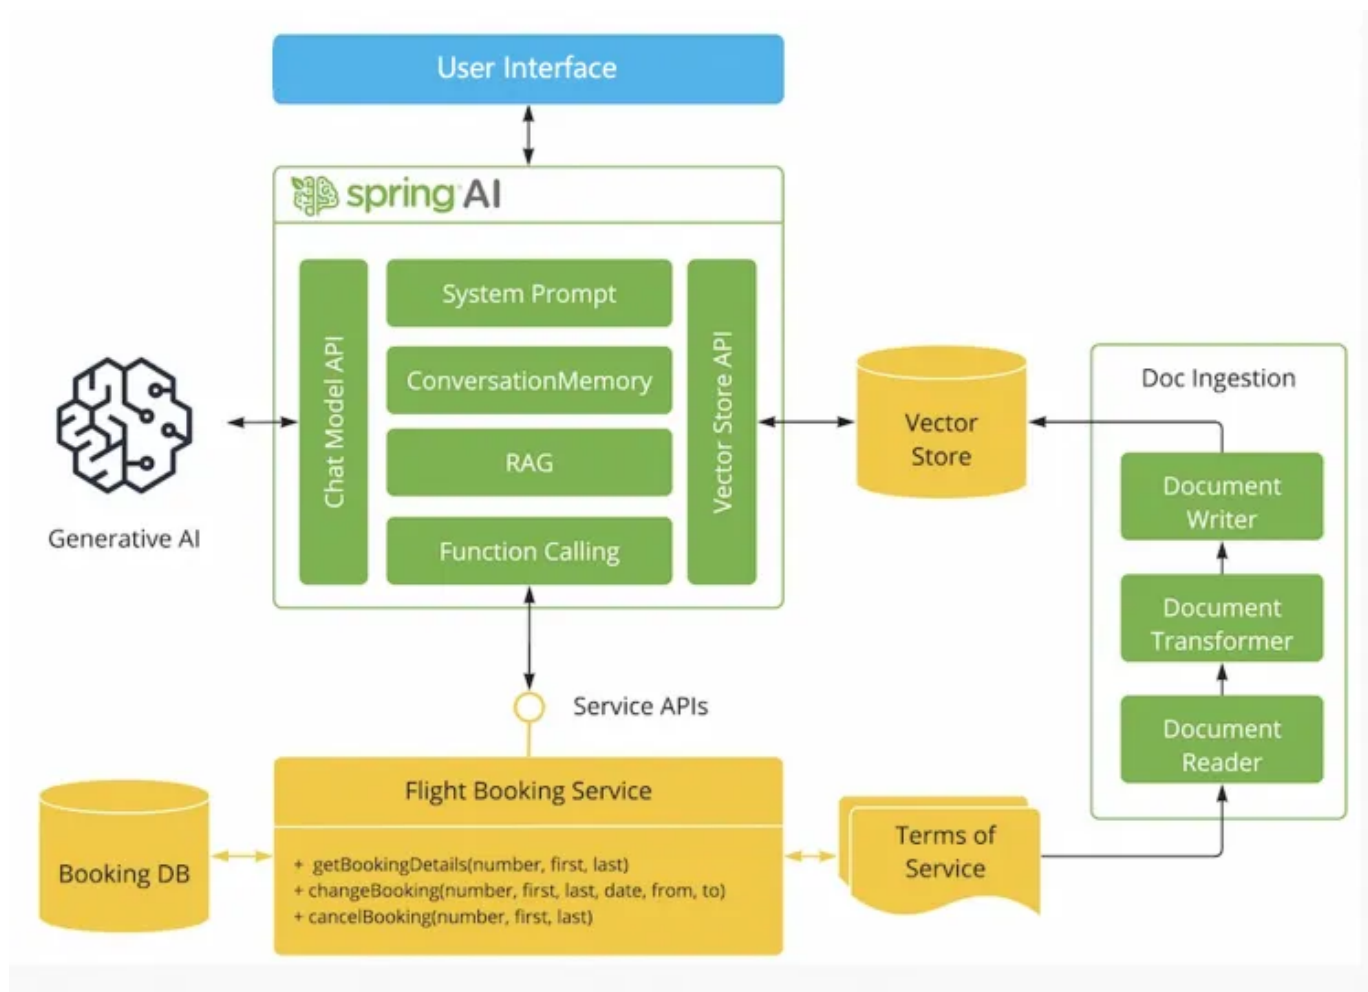 User Interface
spring AI
Chat Model API
System Prompt
ConversationMemory
RAG
Function Calling
Vector Store API
Generative AI
Vector
Store
Doc Ingestion
Document
Writer
Document
Transformer
Document
Reader
Service APIs
Flight Booking Service
+ getBookingDetails(number, first, last)
+ changeBooking(number, first, last, date, from, to)
+ cancelBooking(number, first, last)
Booking DB
Terms of
Service